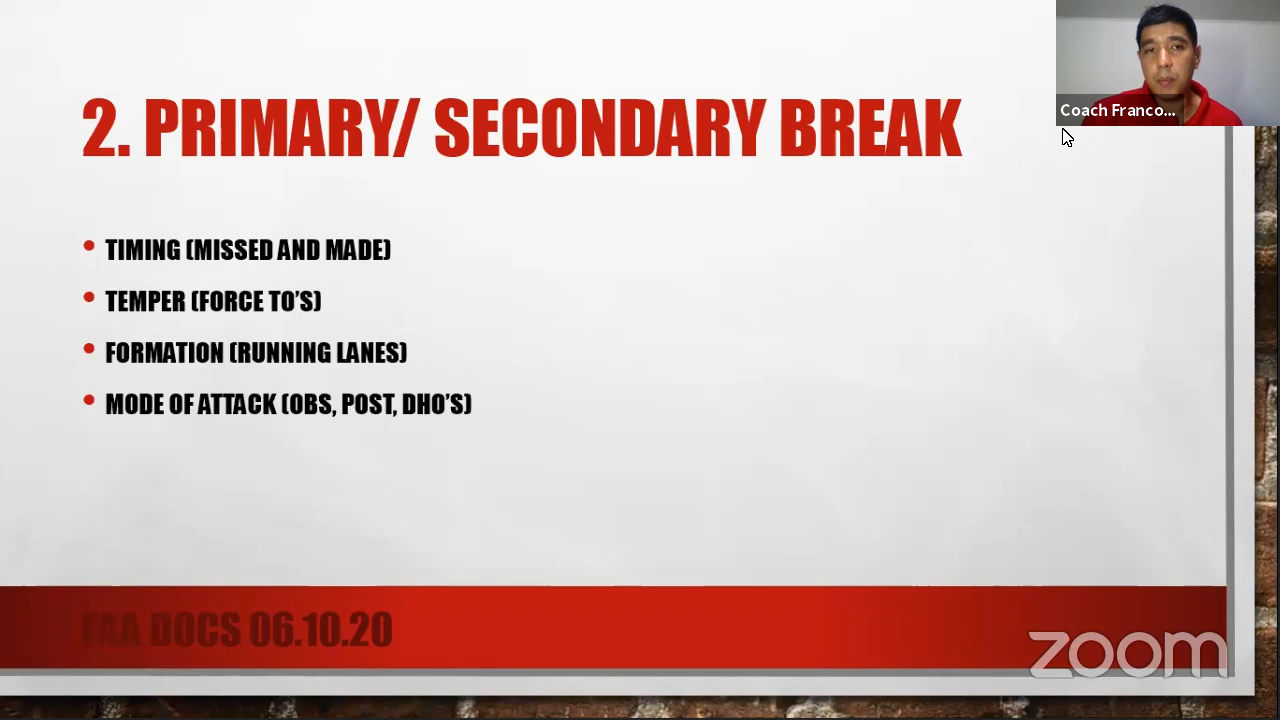 2. PRIMARY/ SECONDARY BREAK
Coach Franco...
• TIMING (MISSED AND MADE)
• TEMPER (FORCE TO’S)
• FORMATION (RUNNING LANES)
• MODE OF ATTACK (OBS, POST, DHO’S)
FAA DOCS 06.10.20
zoom